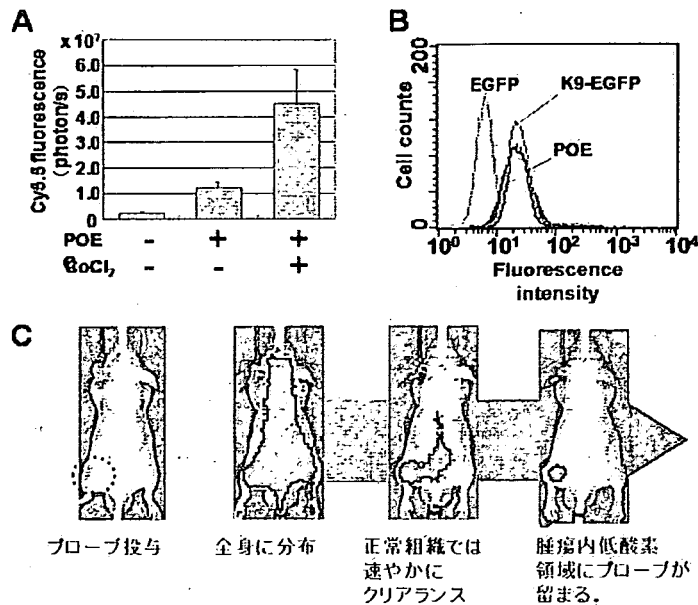 A
x10⁷
6.0
5.0
4.0
3.0
2.0
1.0
0
Cy5.5 fluorescence
(photon/s)
POE - + +
CoCl₂ - - +
B
200
0
Cell counts
EGFP
K9-EGFP
POE
10⁰ 10¹ 10² 10³ 10⁴
Fluorescence
intensity
C
プローブ投与
全身に分布
正常組織では
速やかに
クリアランス
腫瘍内低酸素
領域にプローブが
留まる.